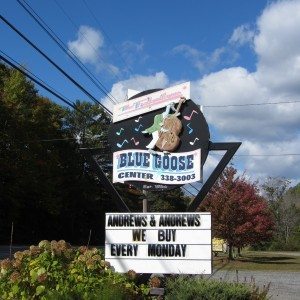 BLUE GOOSE
CENTER 338-3003
ANDREWS & ANDREWS
WE BUY
EVERY MONDAY